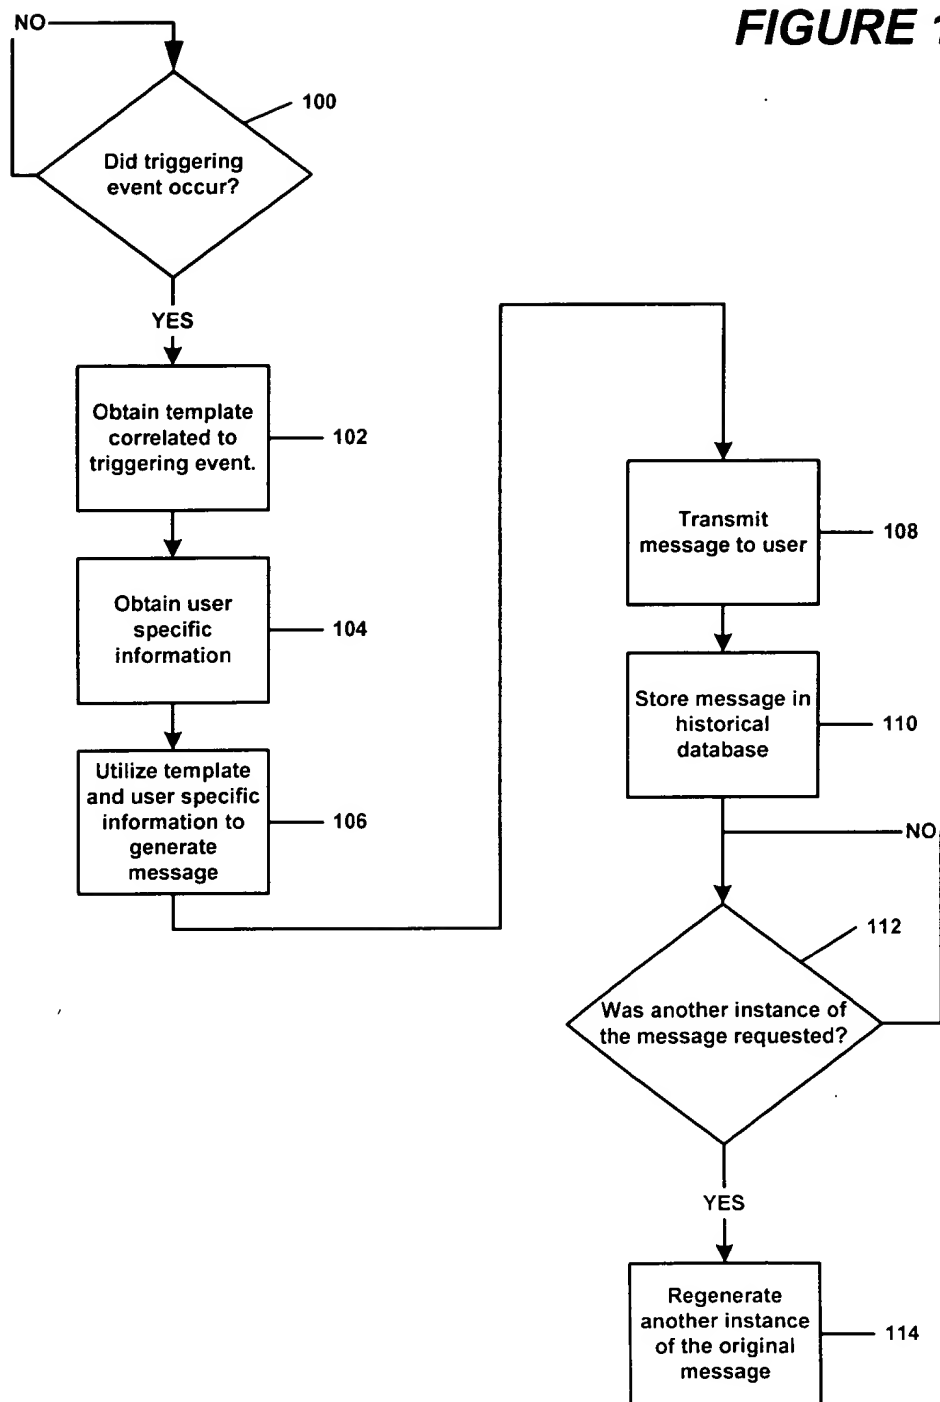 FIGURE 1
NO
100
Did triggering
event occur?
YES
Obtain template
correlated to
triggering event.
102
Obtain user
specific
information
104
Utilize template
and user specific
information to
generate
message
106
Transmit
message to user
108
Store message in
historical
database
110
NO
112
Was another instance of
the message requested?
YES
Regenerate
another instance
of the original
message
114